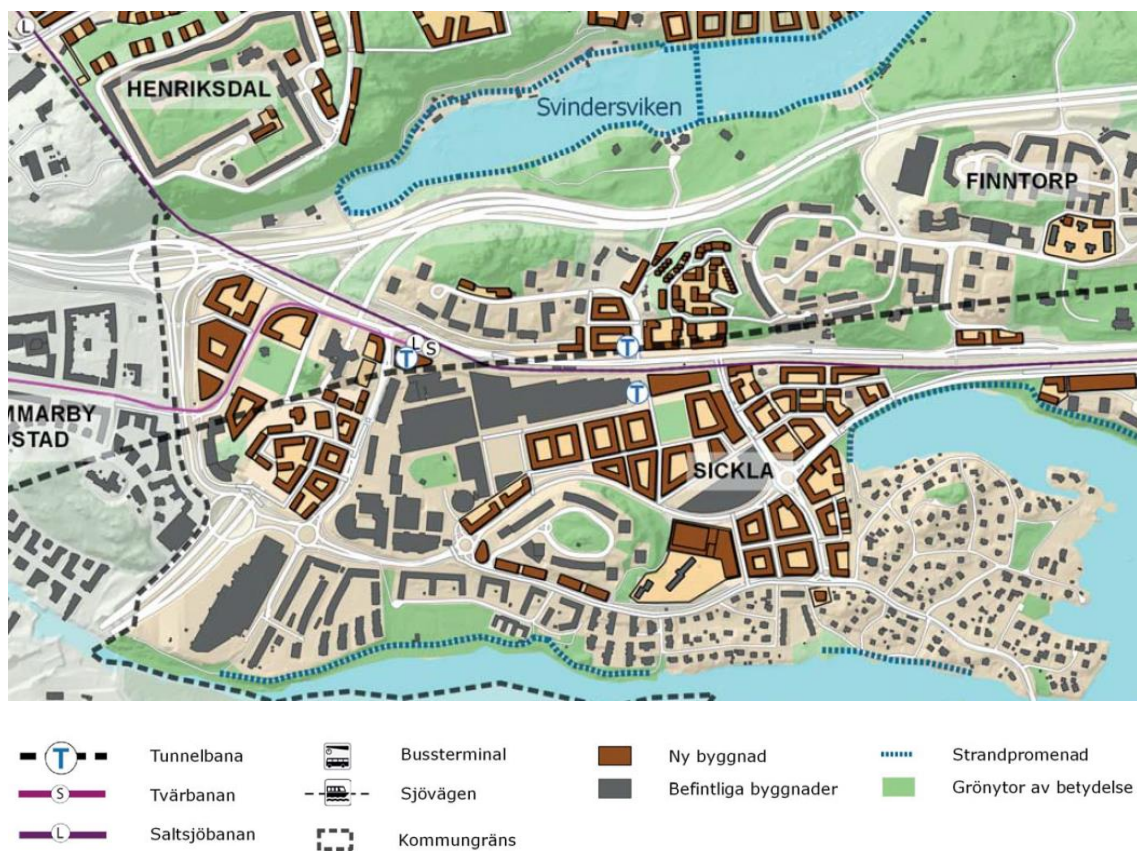 L
HENRIKSDAL
Svindersviken
FINNTORP
L
S
T
T
MMARBY
STAD
T
SICKLA
T
Tunnelbana
Bussterminal
Ny byggnad
Strandpromenad
S
Tvärbanan
Sjövägen
Befintliga byggnader
Grönytor av betydelse
L
Saltsjöbanan
Kommungräns